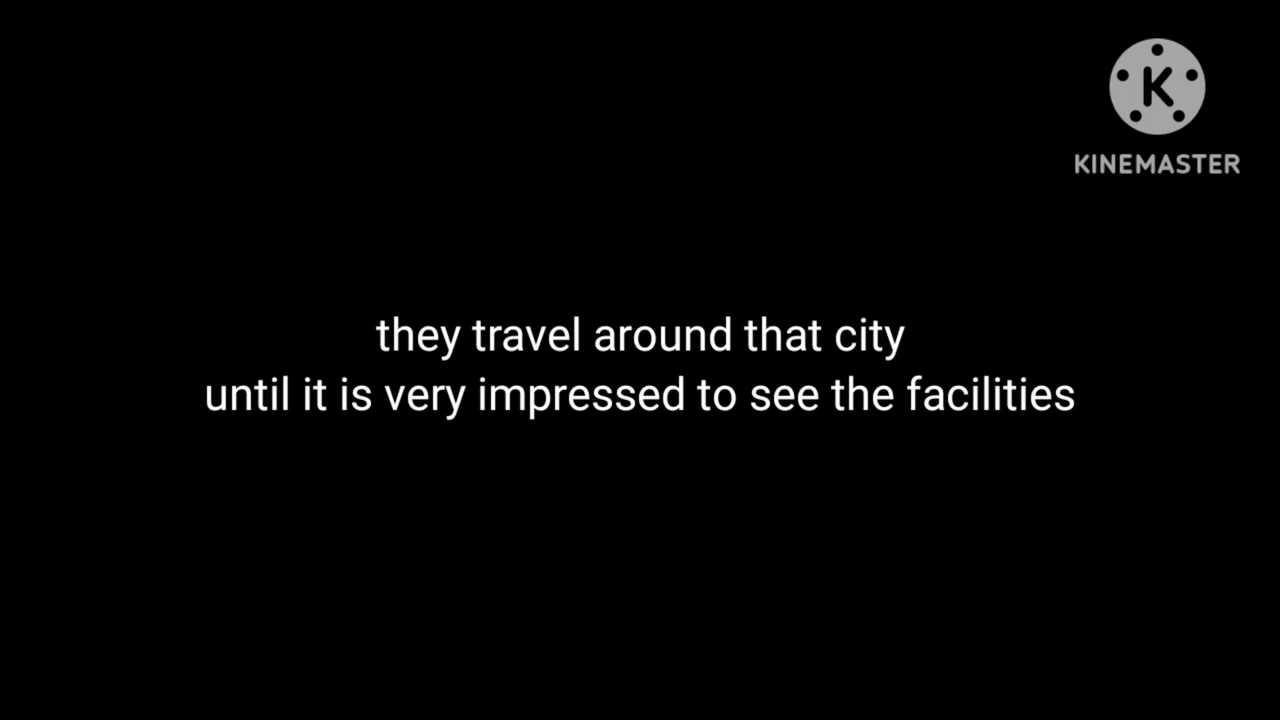 K
KINEMASTER
they travel around that city
until it is very impressed to see the facilities